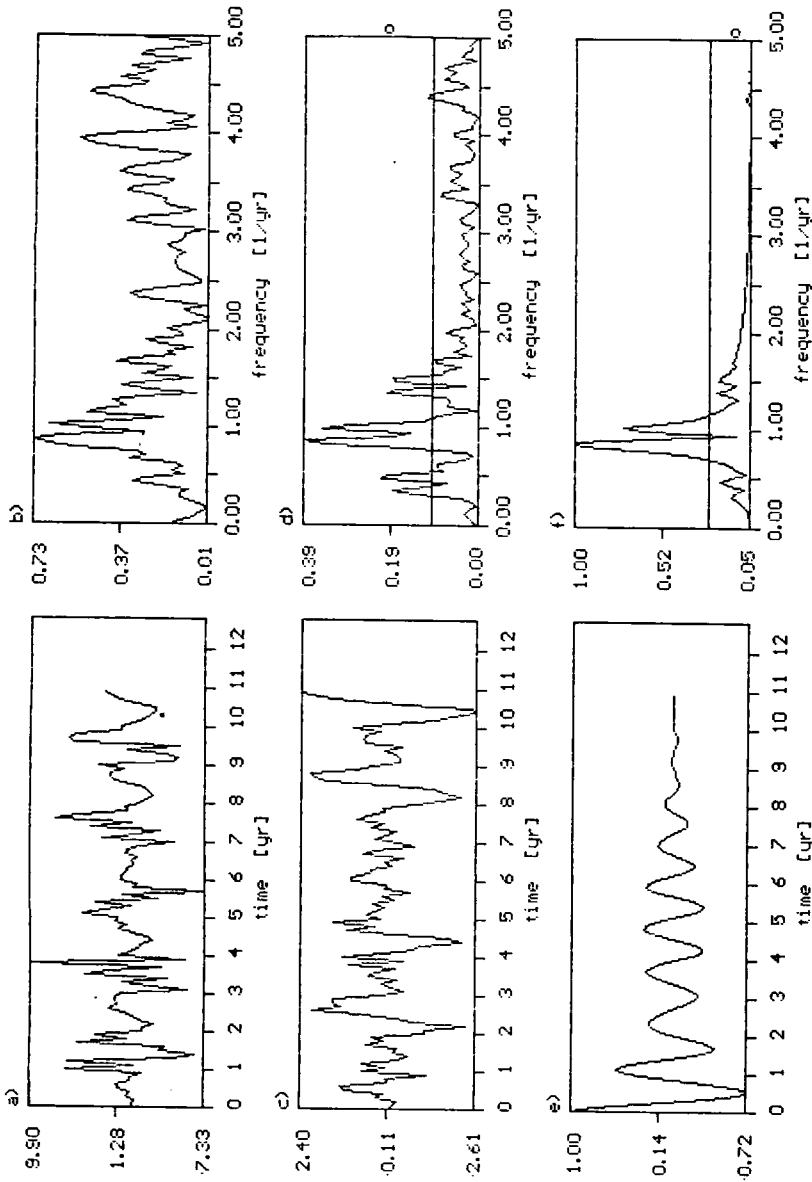 a)
9.90
1.28
-7.33
0 1 2 3 4 5 6 7 8 9 10 11 12
time [yr]
b)
0.73
0.37
0.01
0.00 1.00 2.00 3.00 4.00 5.00
frequency [1/yr]
c)
2.40
-0.11
-2.61
0 1 2 3 4 5 6 7 8 9 10 11 12
time [yr]
d)
0.39
0.19
0.00
0.00 1.00 2.00 3.00 4.00 5.00
frequency [1/yr]
o
e)
1.00
0.14
-0.72
0 1 2 3 4 5 6 7 8 9 10 11 12
time [yr]
f)
1.00
0.52
0.05
0.00 1.00 2.00 3.00 4.00 5.00
frequency [1/yr]
o